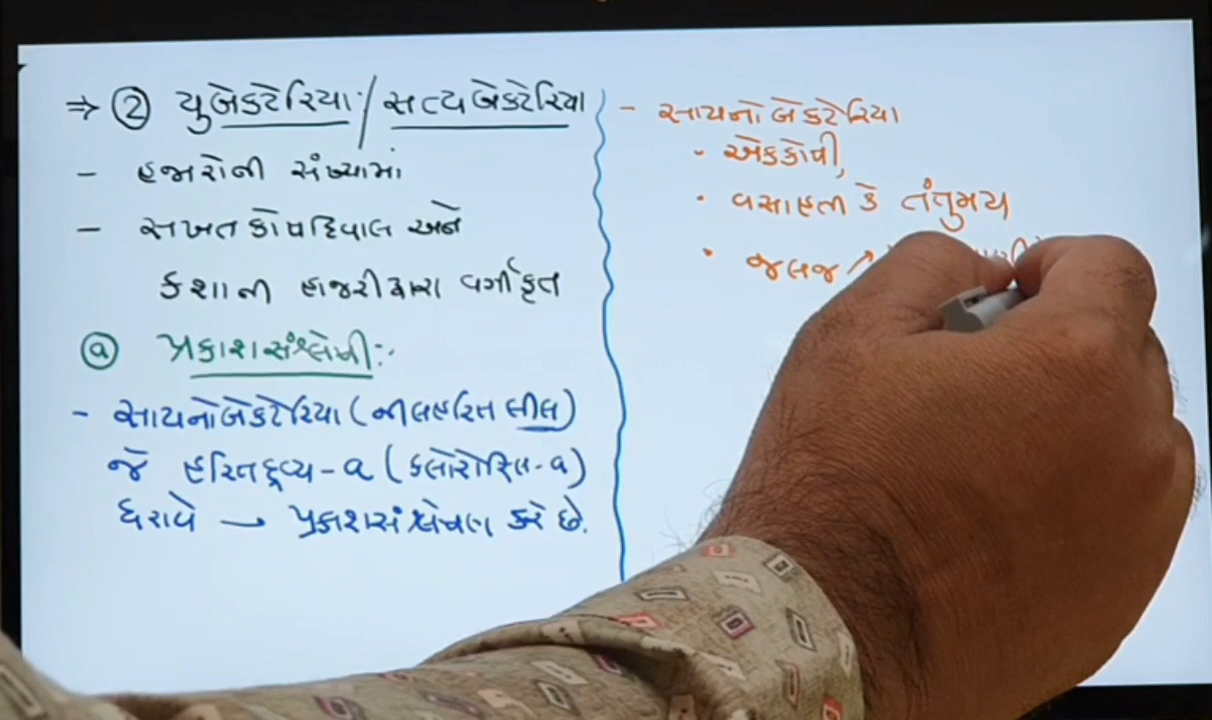 ⇒ ② યુબેક્ટેરિયા / સત્ય બેક્ટેરિયા
- હજારોની સંખ્યામાં
- સખત કોષદિવાલ અને
કશાની હાજરી દ્વારા વર્ગીકૃત
ⓐ પ્રકાશસંશ્લેષી:-
- સાયનોબેક્ટેરિયા (નીલહરિત લીલ)
જે હરિતદ્રવ્ય-a (ક્લોરોફિલ-a)
ધરાવે → પ્રકાશસંશ્લેષણ કરે છે.
- સાયનો બેક્ટેરિયા
· એકકોષી,
· વસાહતી કે તંતુમય
· જલજ ↗